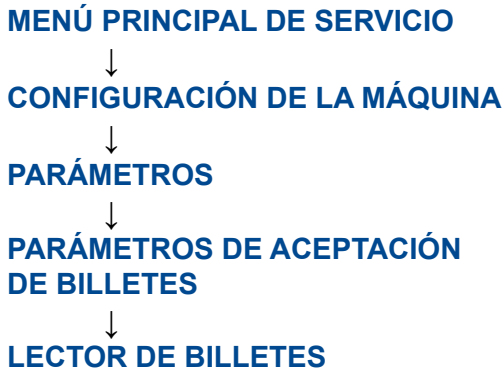 MENÚ PRINCIPAL DE SERVICIO
↓
CONFIGURACIÓN DE LA MÁQUINA
↓
PARÁMETROS
↓
PARÁMETROS DE ACEPTACIÓN
DE BILLETES
↓
LECTOR DE BILLETES